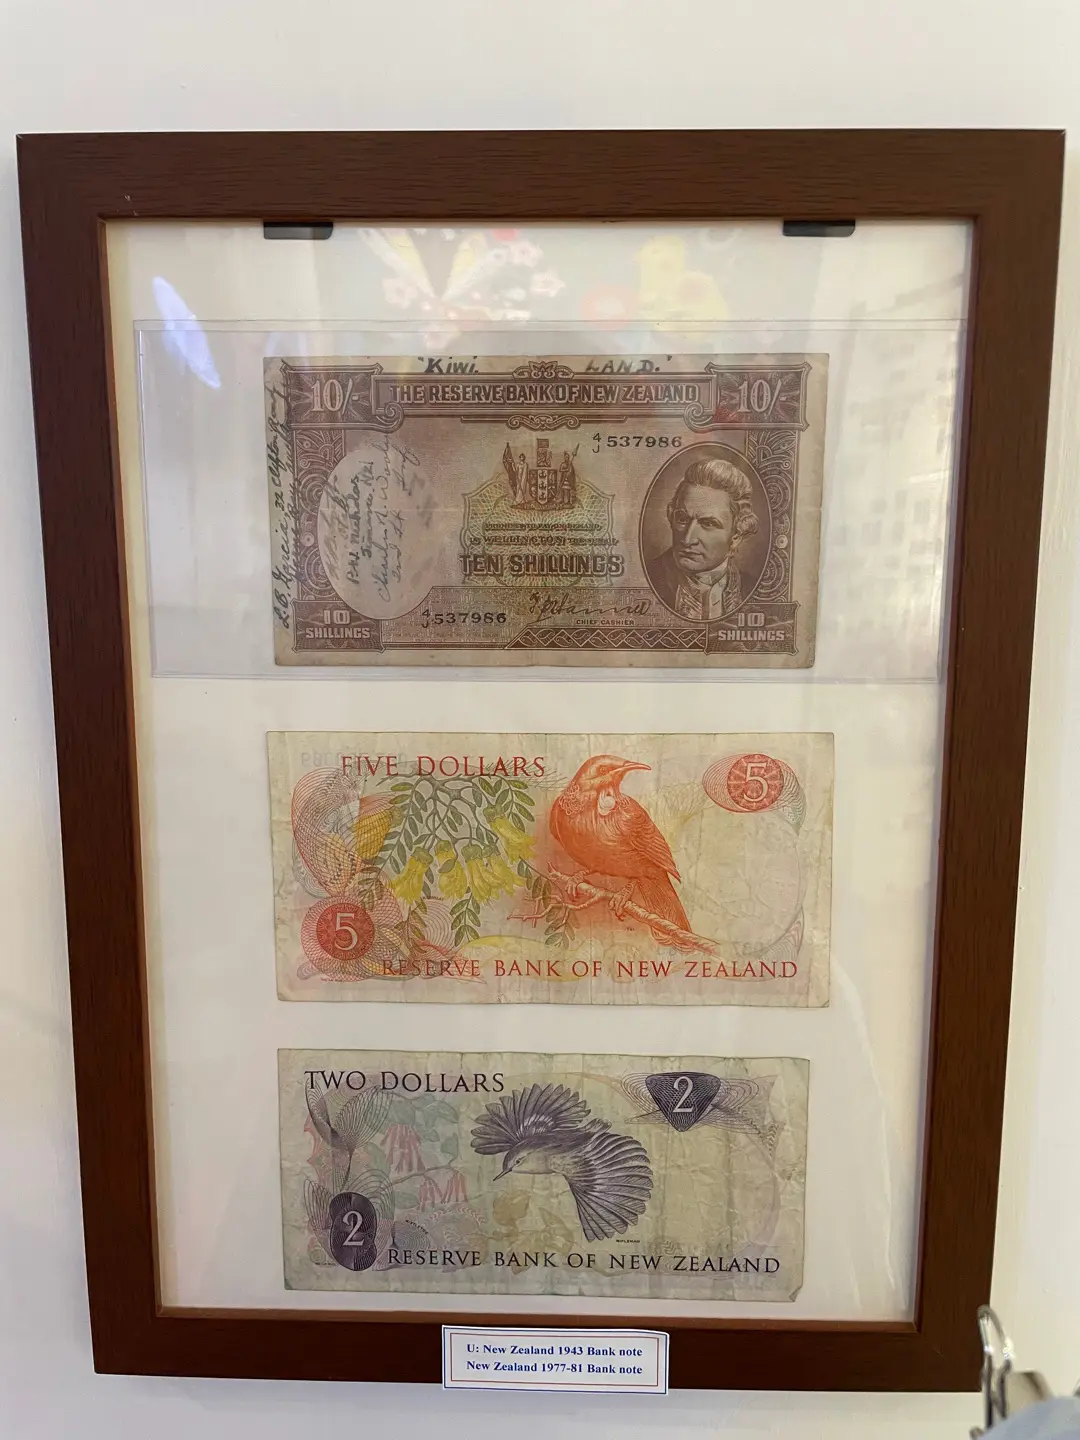 'Kiwi. LAND.'
10/- THE RESERVE BANK OF NEW ZEALAND 10/-
4/J 537986
TEN SHILLINGS
4/J 537986
CHIEF CASHIER
10 SHILLINGS
10 SHILLINGS
FIVE DOLLARS
5
5
RESERVE BANK OF NEW ZEALAND
TWO DOLLARS
2
2
RIFLEMAN
RESERVE BANK OF NEW ZEALAND
U: New Zealand 1943 Bank note
New Zealand 1977-81 Bank note